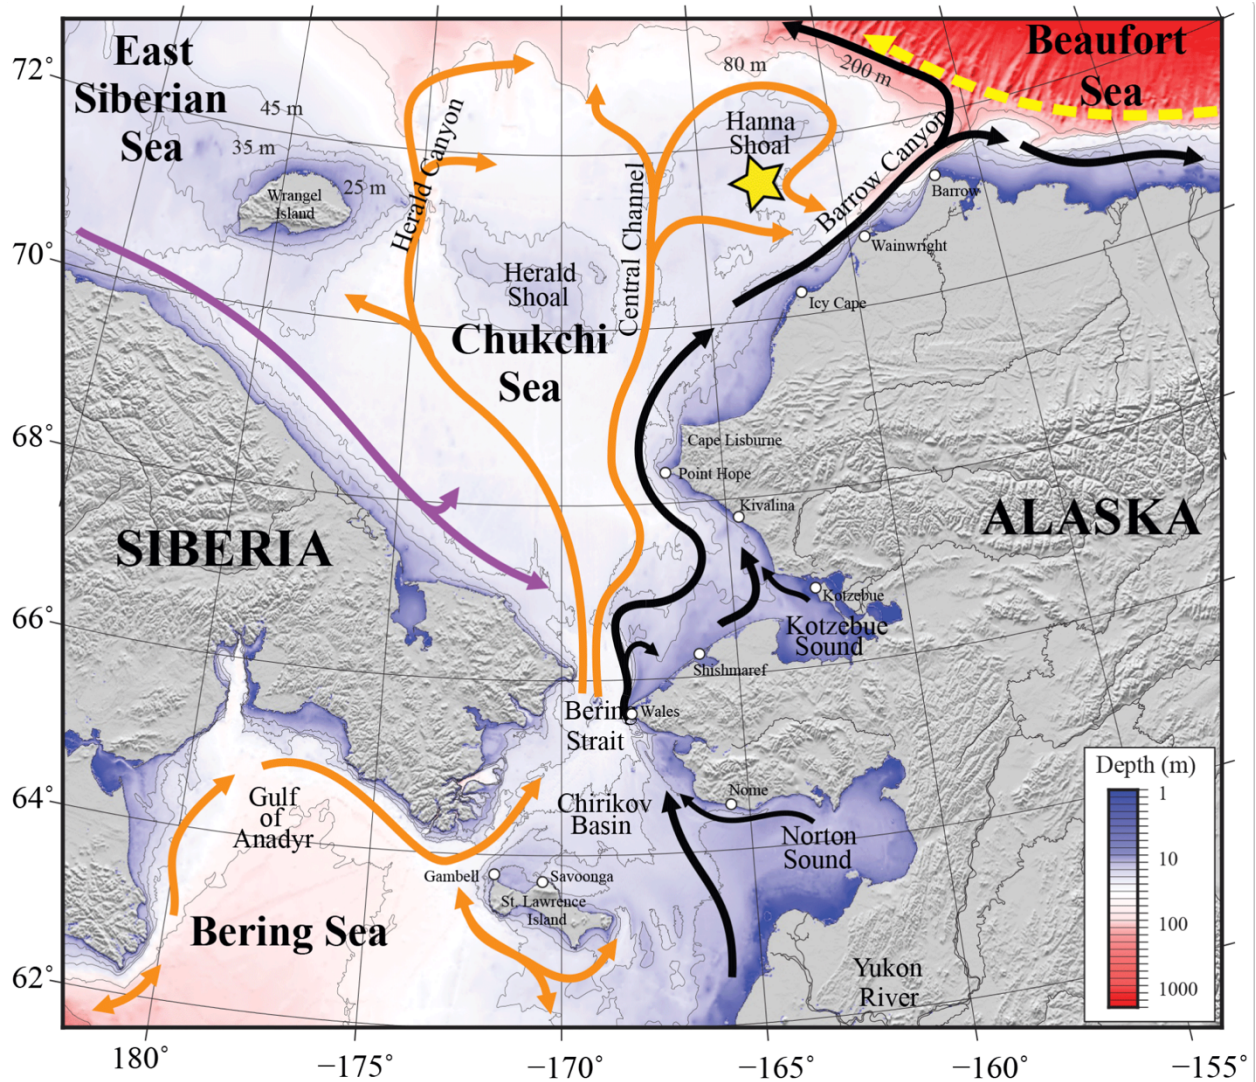 East
Siberian
Sea
Beaufort
Sea
72°
70°
68°
66°
64°
62°
45 m
35 m
25 m
80 m
200 m
Wrangel
Island
Herald Canyon
Hanna
Shoal
Barrow Canyon
Barrow
Wainwright
Icy Cape
Central Channel
Herald
Shoal
Chukchi
Sea
Cape Lisburne
Point Hope
Kivalina
SIBERIA
ALASKA
Kotzebue
Kotzebue
Sound
Shishmaref
Bering
Strait
Wales
Gulf
of
Anadyr
Chirikov
Basin
Nome
Norton
Sound
Gambell
Savoonga
St. Lawrence
Island
Bering Sea
Yukon
River
Depth (m)
1
10
100
1000
180°
−175°
−170°
−165°
−160°
−155°